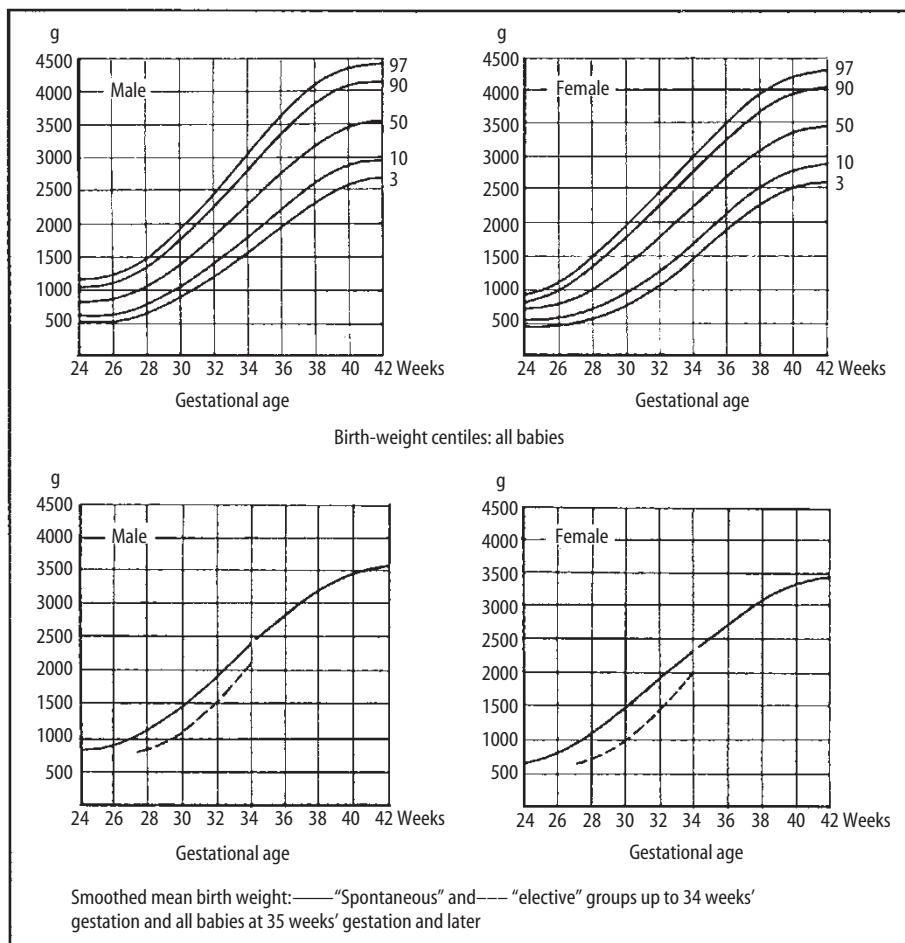 g
4500
4000
3500
3000
2500
2000
1500
1000
500
Male
97
90
50
10
3
24 26 28 30 32 34 36 38 40 42 Weeks
Gestational age
g
4500
4000
3500
3000
2500
2000
1500
1000
500
Female
97
90
50
10
3
24 26 28 30 32 34 36 38 40 42 Weeks
Gestational age
Birth-weight centiles: all babies
g
4500
4000
3500
3000
2500
2000
1500
1000
500
Male
24 26 28 30 32 34 36 38 40 42 Weeks
Gestational age
g
4500
4000
3500
3000
2500
2000
1500
1000
500
Female
24 26 28 30 32 34 36 38 40 42 Weeks
Gestational age
Smoothed mean birth weight:——“Spontaneous” and––– “elective” groups up to 34 weeks’
gestation and all babies at 35 weeks’ gestation and later